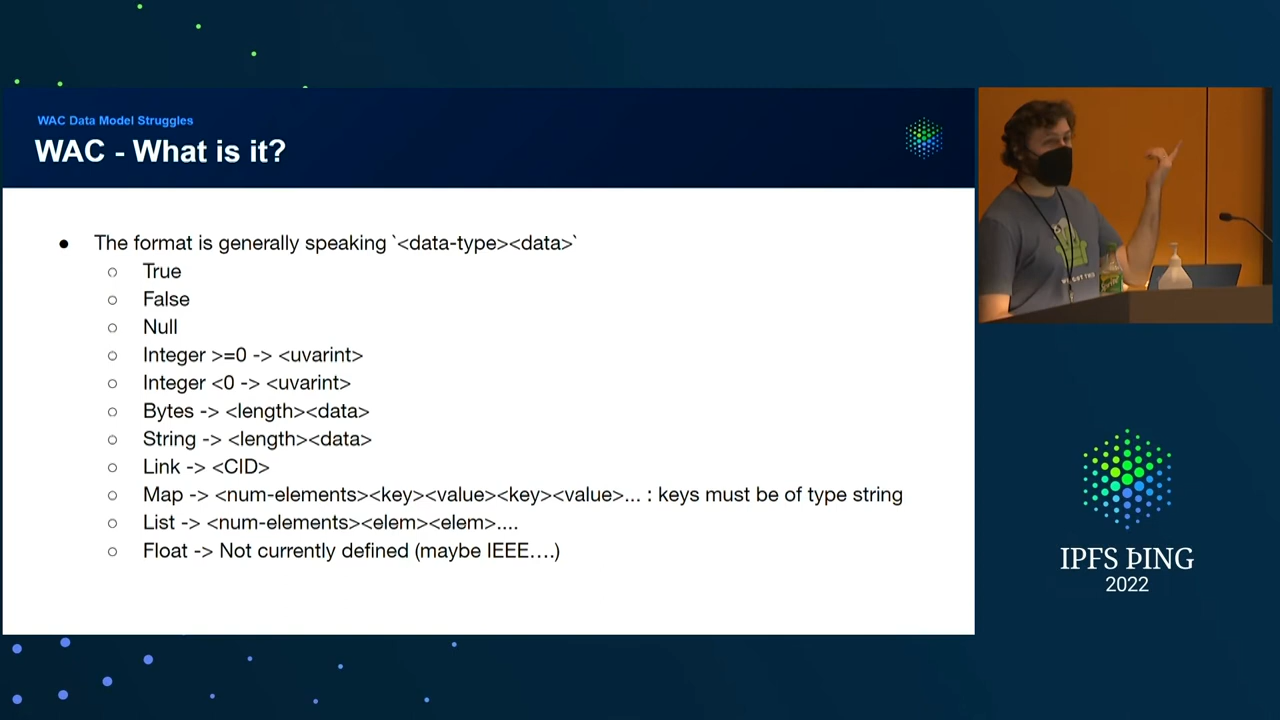 WAC Data Model Struggles
WAC - What is it?
● The format is generally speaking `<data-type><data>`
○ True
○ False
○ Null
○ Integer >=0 -> <uvarint>
○ Integer <0 -> <uvarint>
○ Bytes -> <length><data>
○ String -> <length><data>
○ Link -> <CID>
○ Map -> <num-elements><key><value><key><value>... : keys must be of type string
○ List -> <num-elements><elem><elem>....
○ Float -> Not currently defined (maybe IEEE….)
IPFS ÞING
2022